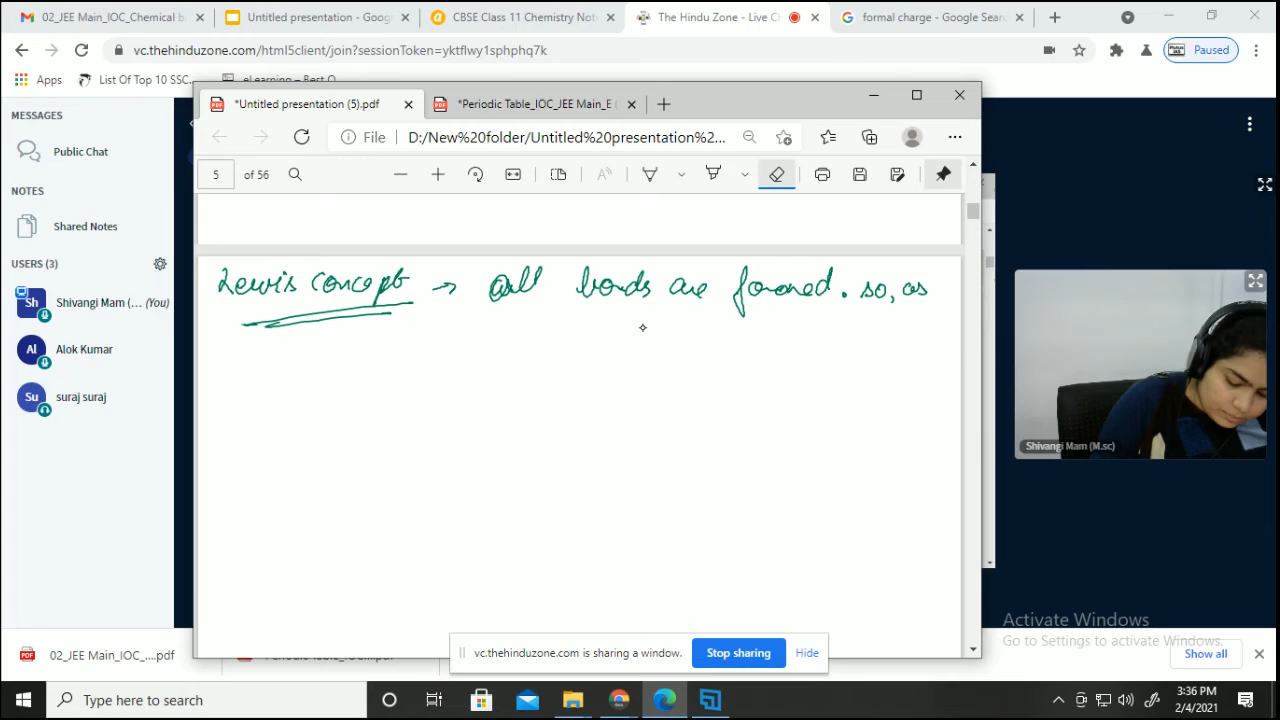 02_JEE Main_IOC_Chemical b
Untitled presentation - Goog
CBSE Class 11 Chemistry Not
The Hindu Zone - Live C
formal charge - Google Sear
vc.thehinduzone.com/html5client/join?sessionToken=yktflwy1sphphq7k
Paused
Apps
List Of Top 10 SSC...
eLearning – Best O
MESSAGES
Public Chat
NOTES
Shared Notes
USERS (3)
Sh
Shivangi Mam (M... (You)
Al
Alok Kumar
Su
suraj suraj
*Untitled presentation (5).pdf
*Periodic Table_IOC_JEE Main_E (
File
D:/New%20folder/Untitled%20presentation%2...
5
of 56
Lewis concept → all bonds are formed. so, as
Shivangi Mam (M.sc)
Activate Windows
Go to Settings to activate Windows.
vc.thehinduzone.com is sharing a window.
Stop sharing
Hide
02_JEE Main_IOC_....pdf
Show all
Type here to search
3:36 PM
2/4/2021